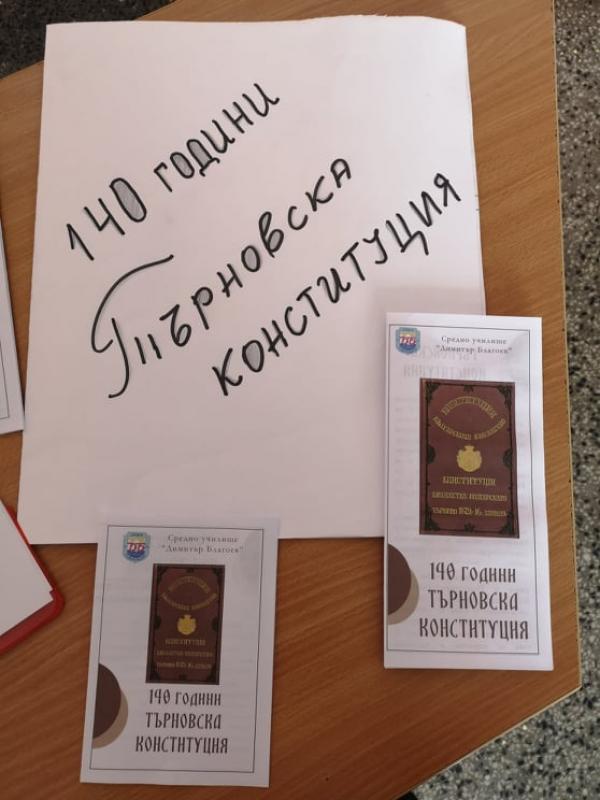 140 години
Търновска
конституция
Средно училище
"Димитър Благоев"
КОНСТИТУЦИЯ
140 ГОДИНИ
ТЪРНОВСКА
КОНСТИТУЦИЯ
Средно училище
"Димитър Благоев"
140 ГОДИНИ
ТЪРНОВСКА
КОНСТИТУЦИЯ